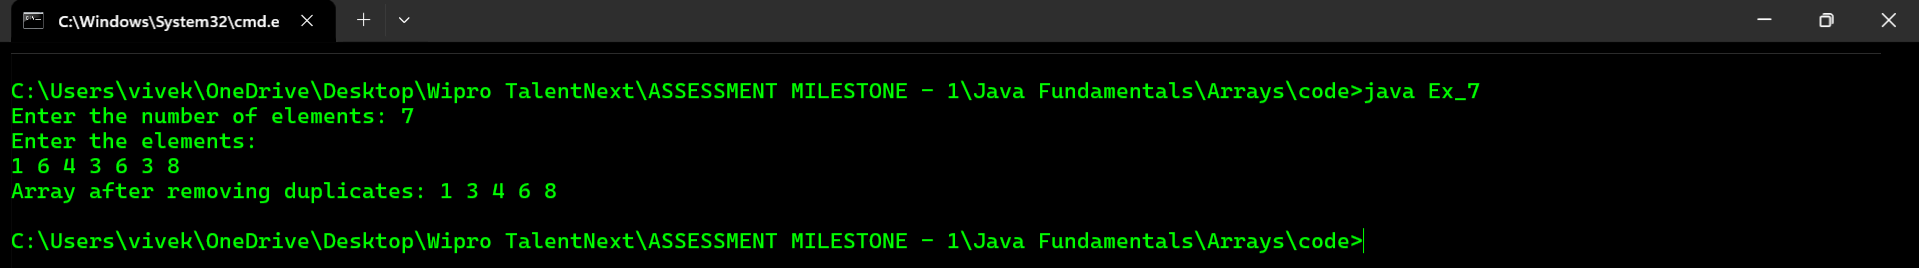 C:\Windows\System32\cmd.e
C:\Users\vivek\OneDrive\Desktop\Wipro TalentNext\ASSESSMENT MILESTONE - 1\Java Fundamentals\Arrays\code>java Ex_7
Enter the number of elements: 7
Enter the elements:
1 6 4 3 6 3 8
Array after removing duplicates: 1 3 4 6 8
C:\Users\vivek\OneDrive\Desktop\Wipro TalentNext\ASSESSMENT MILESTONE - 1\Java Fundamentals\Arrays\code>